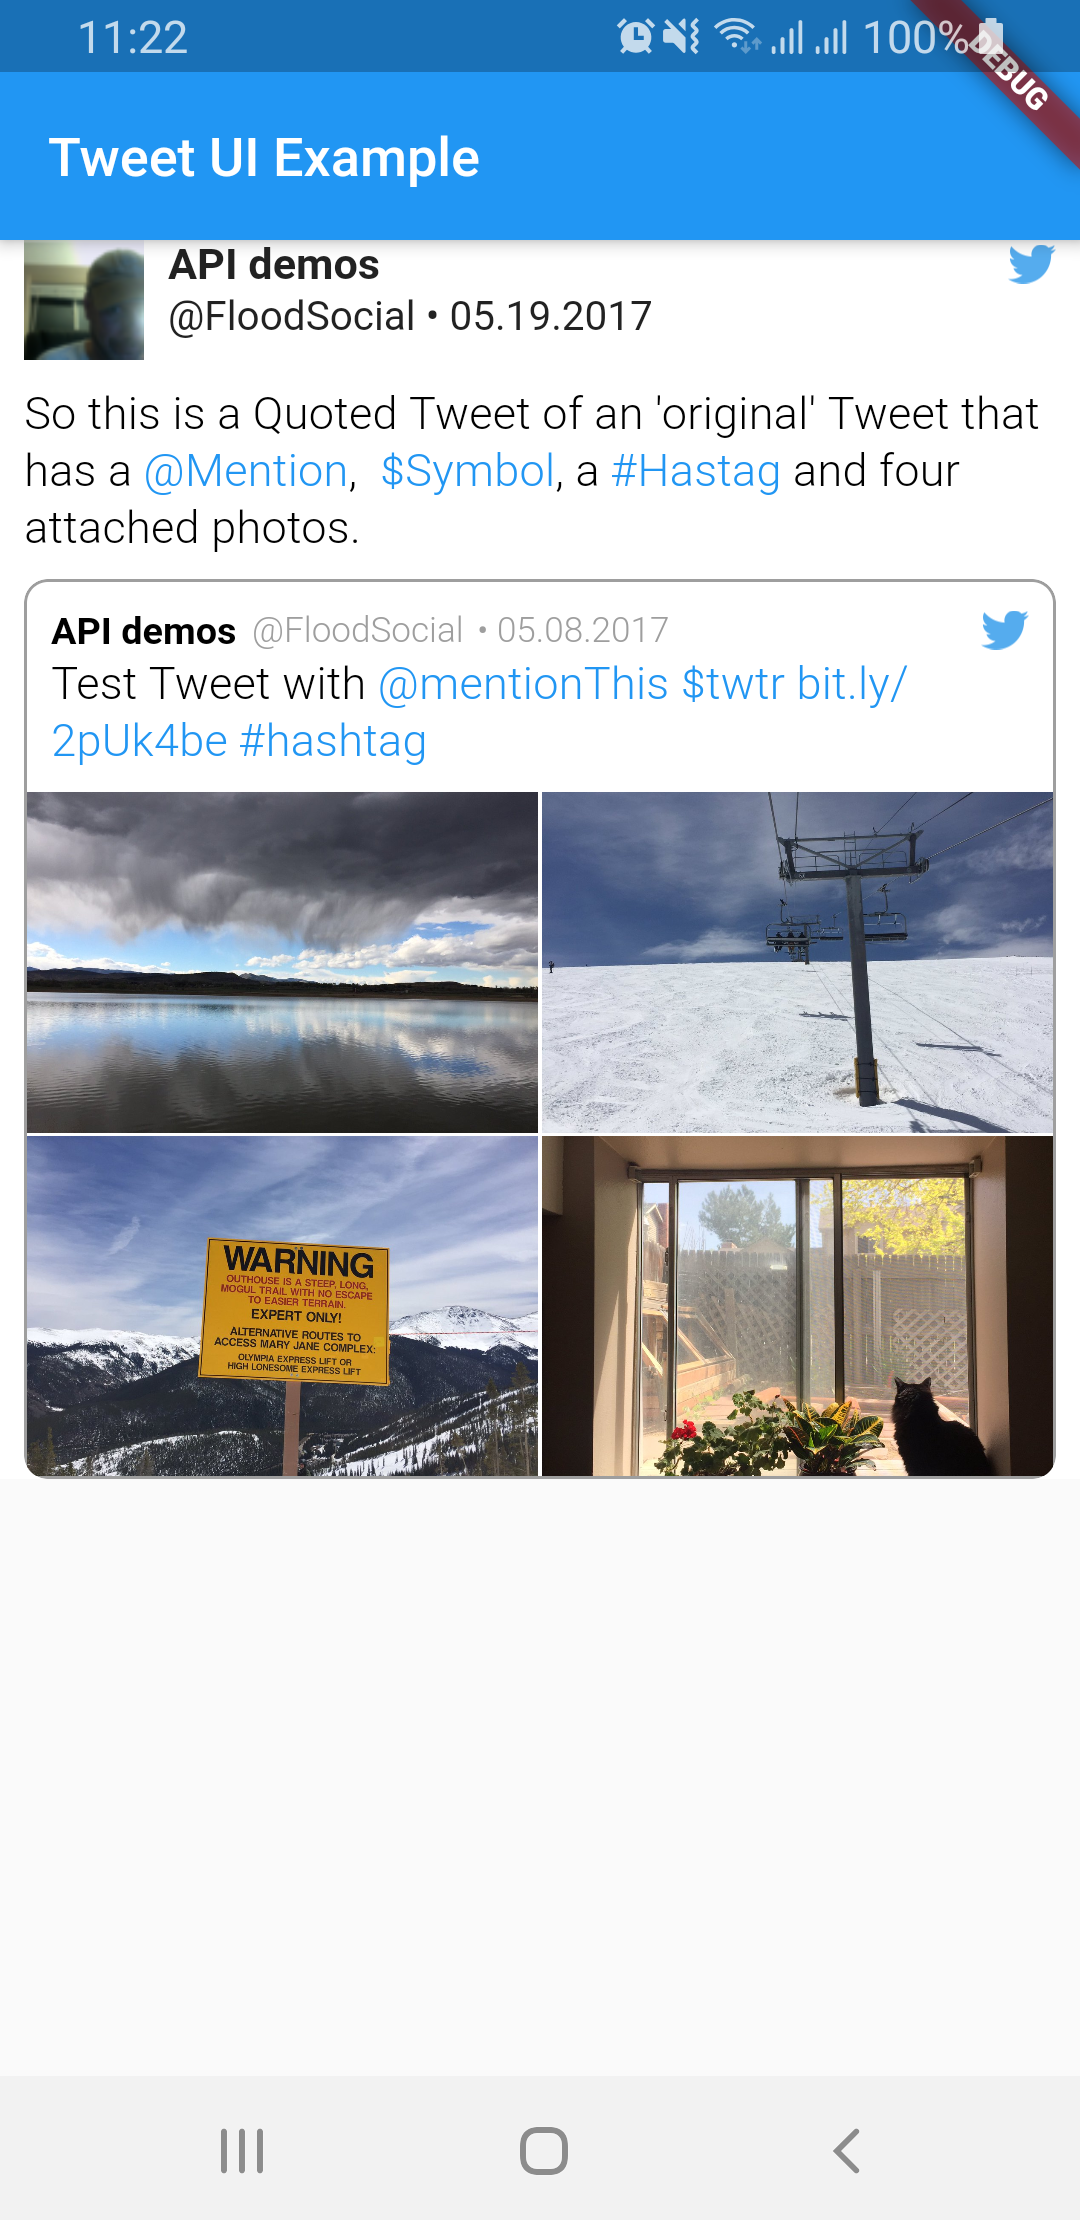 11:22
100%
DEBUG
Tweet UI Example
API demos
@FloodSocial • 05.19.2017
So this is a Quoted Tweet of an 'original' Tweet that
has a @Mention,  $Symbol, a #Hastag and four
attached photos.
API demos @FloodSocial • 05.08.2017
Test Tweet with @mentionThis $twtr bit.ly/
2pUk4be #hashtag
WARNING
OUTHOUSE IS A STEEP, LONG,
MOGUL TRAIL WITH NO ESCAPE
TO EASIER TERRAIN.
EXPERT ONLY!
ALTERNATIVE ROUTES TO
ACCESS MARY JANE COMPLEX:
OLYMPIA EXPRESS LIFT OR
HIGH LONESOME EXPRESS LIFT